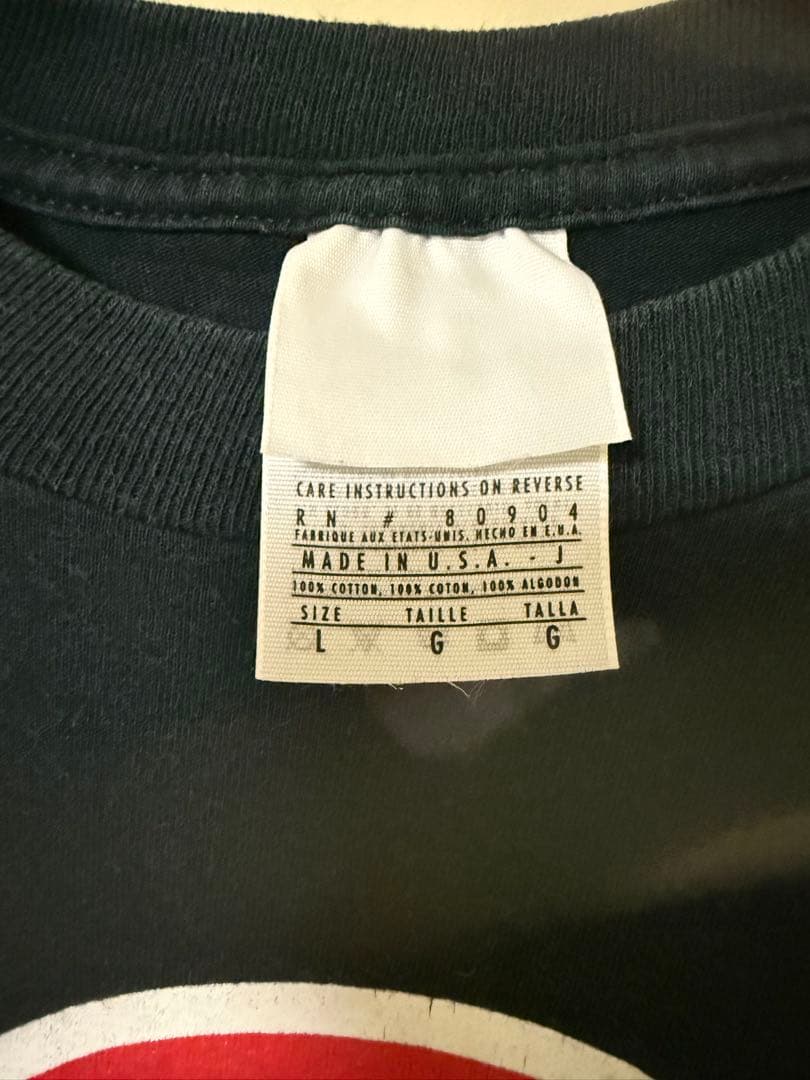 CARE INSTRUCTIONS ON REVERSE
RN # 80904
FABRIQUE AUX ETATS-UNIS, HECHO EN E.U.A.
MADE IN U.S.A. - J
100% COTTON, 100% COTON, 100% ALGODON
SIZE TAILLE TALLA
L G G